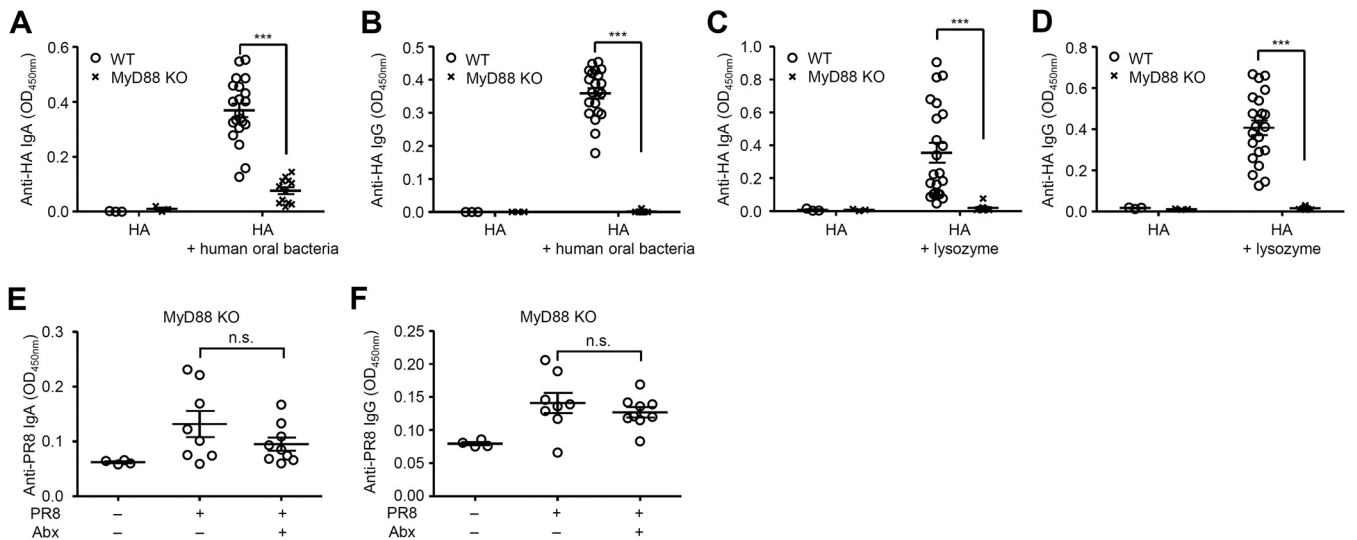 A
Anti-HA IgA (OD450nm)
0.6
0.4
0.2
0.0
WT
MyD88 KO
***
HA
HA
+ human oral bacteria
B
Anti-HA IgG (OD450nm)
0.5
0.4
0.3
0.2
0.1
0.0
WT
MyD88 KO
***
HA
HA
+ human oral bacteria
C
Anti-HA IgA (OD450nm)
1.0
0.8
0.6
0.4
0.2
0.0
WT
MyD88 KO
***
HA
HA
+ lysozyme
D
Anti-HA IgG (OD450nm)
0.8
0.6
0.4
0.2
0.0
WT
MyD88 KO
***
HA
HA
+ lysozyme
E
MyD88 KO
Anti-PR8 IgA (OD450nm)
0.3
0.2
0.1
0.0
n.s.
PR8 – + +
Abx – – +
F
MyD88 KO
Anti-PR8 IgG (OD450nm)
0.25
0.20
0.15
0.10
0.05
0.00
n.s.
PR8 – + +
Abx – – +